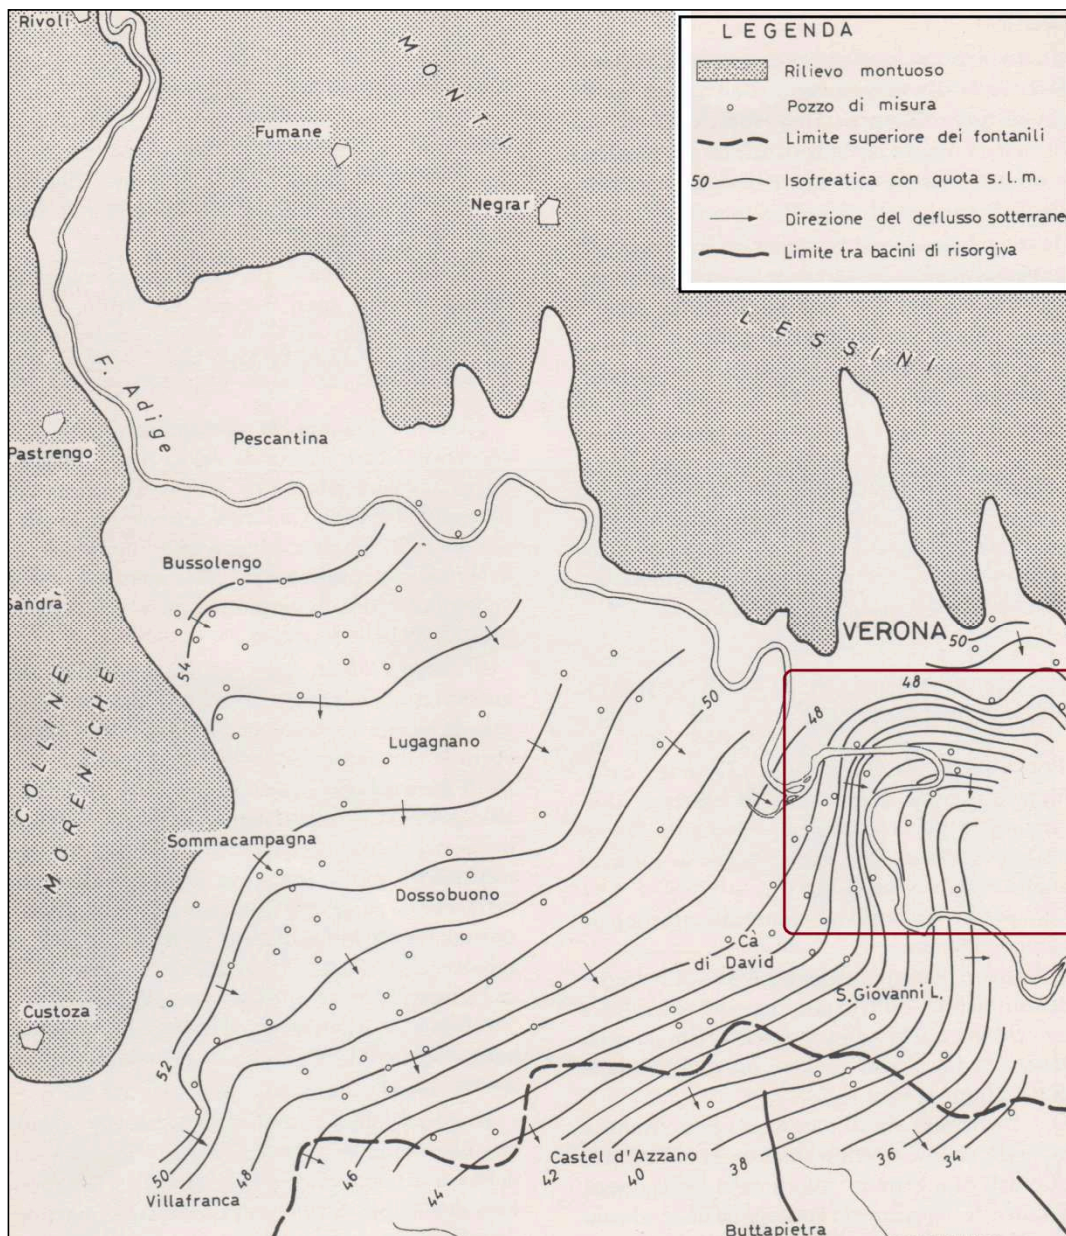 Rivoli
MONTI
Fumane
Negrar
LEGENDA
Rilievo montuoso
Pozzo di misura
Limite superiore dei fontanili
50 Isofreatica con quota s.l.m.
Direzione del deflusso sotterrane
Limite tra bacini di risorgiva
LESSINI
F. Adige
Pastrengo
Pescantina
Bussolengo
Sandrà
54
VERONA
50
48
50
48
COLLINE
MORENICHE
Lugagnano
Sommacampagna
Dossobuono
Cà
di David
S.Giovanni L.
Custoza
52
50
48
46
44
42
40
38
36
34
Villafranca
Castel d'Azzano
Buttapietra